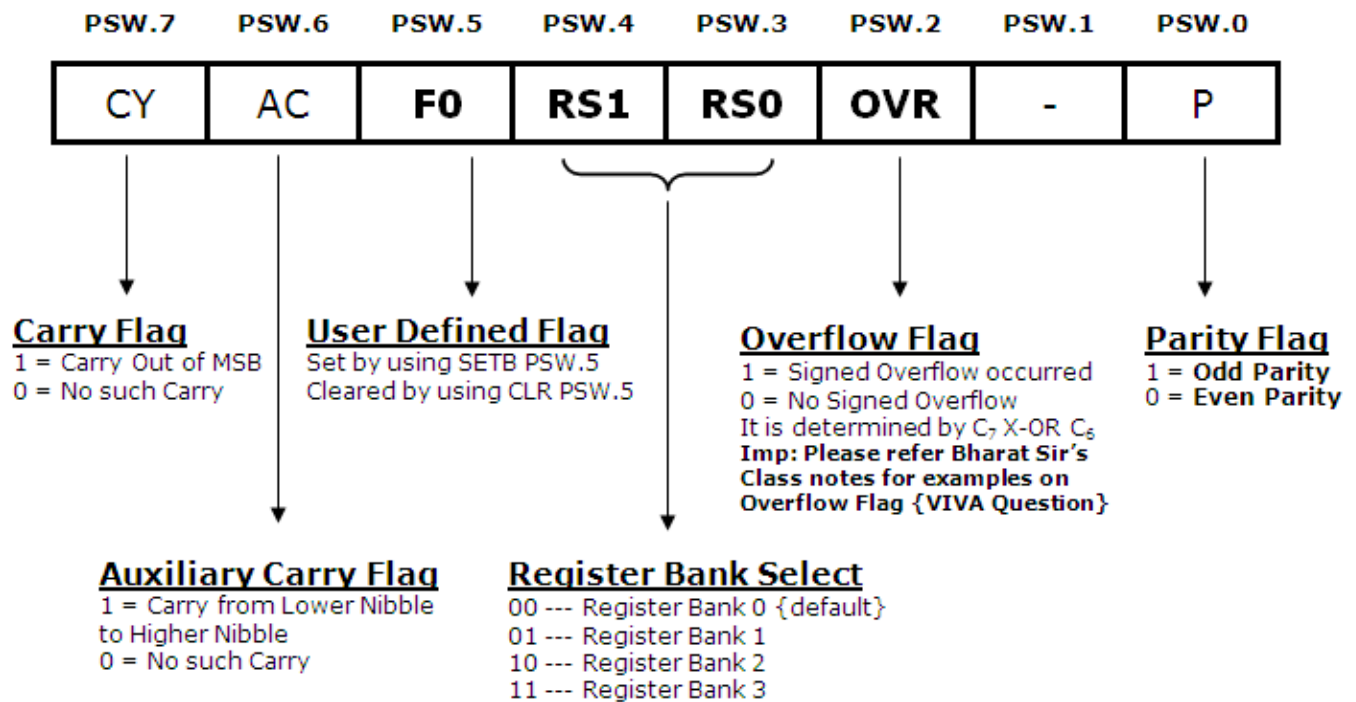 PSW.7 PSW.6 PSW.5 PSW.4 PSW.3 PSW.2 PSW.1 PSW.0
CY AC F0 RS1 RS0 OVR - P
Carry Flag
1 = Carry Out of MSB
0 = No such Carry
User Defined Flag
Set by using SETB PSW.5
Cleared by using CLR PSW.5
Overflow Flag
1 = Signed Overflow occurred
0 = No Signed Overflow
It is determined by C₇ X-OR C₆
Imp: Please refer Bharat Sir's
Class notes for examples on
Overflow Flag {VIVA Question}
Parity Flag
1 = Odd Parity
0 = Even Parity
Auxiliary Carry Flag
1 = Carry from Lower Nibble
to Higher Nibble
0 = No such Carry
Register Bank Select
00 --- Register Bank 0 {default}
01 --- Register Bank 1
10 --- Register Bank 2
11 --- Register Bank 3